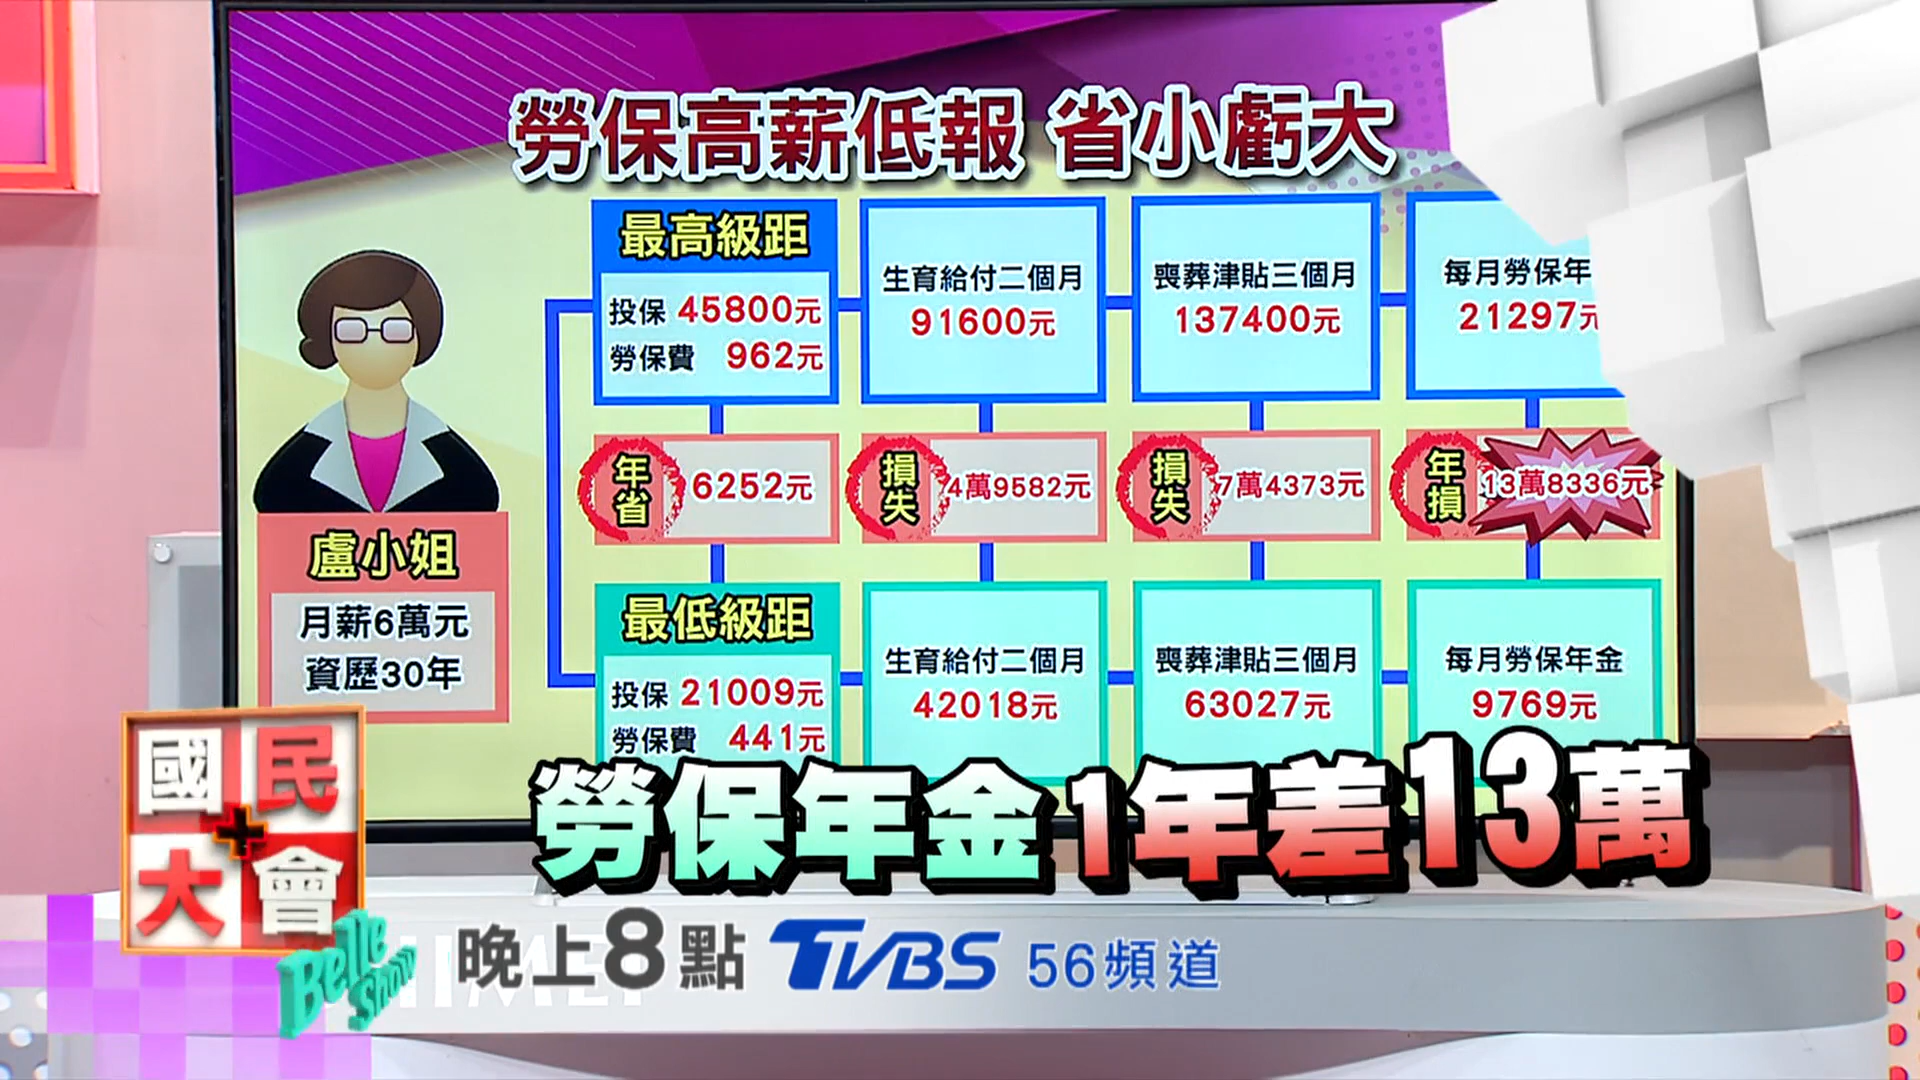 勞保高薪低報 省小虧大
最高級距
投保 45800元
勞保費 962元
生育給付二個月
91600元
喪葬津貼三個月
137400元
每月勞保年
21297元
年省 6252元
損失 4萬9582元
損失 7萬4373元
年損 13萬8336元
盧小姐
月薪6萬元
資歷30年
最低級距
投保 21009元
勞保費 441元
生育給付二個月
42018元
喪葬津貼三個月
63027元
每月勞保年金
9769元
勞保年金1年差13萬
國民大會
Belle Show
晚上8點 TVBS 56頻道